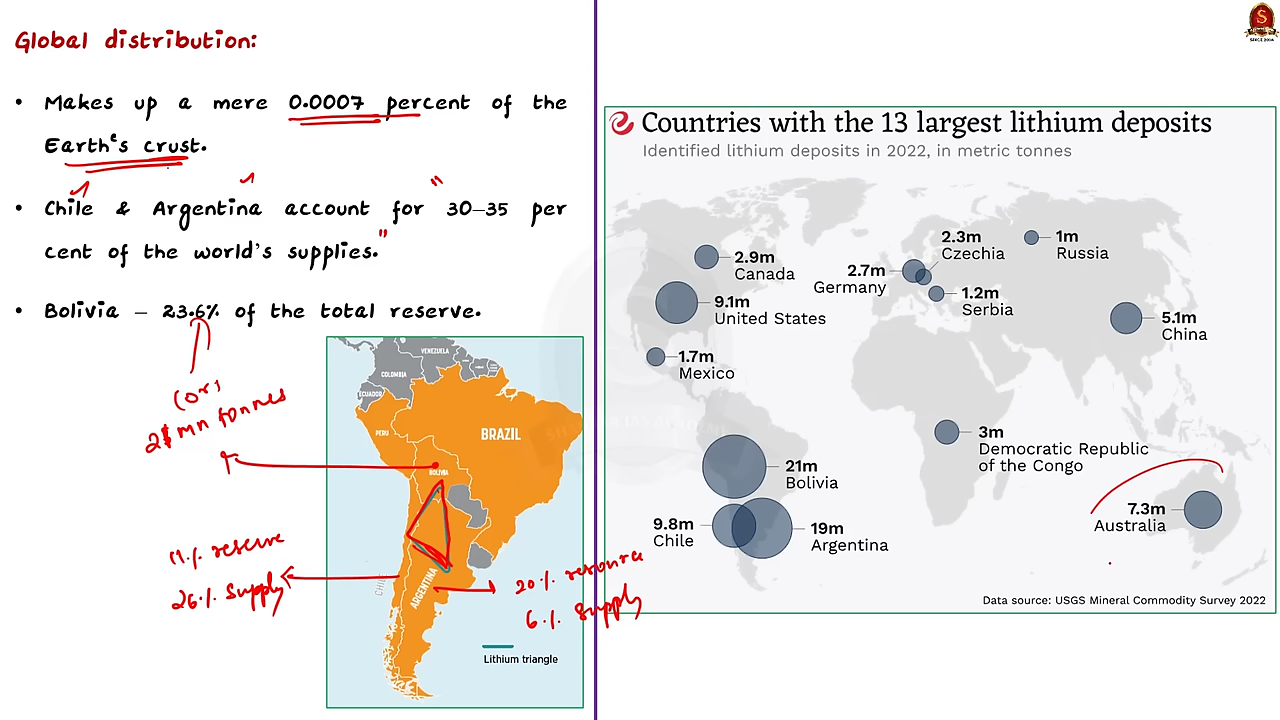 Global distribution:
• Makes up a mere 0.0007 percent of the
Earth's crust.
• Chile & Argentina account for "30–35 per
cent of the world's supplies."
• Bolivia – 23.6% of the total reserve.
(or)
21 mn tonnes
11% reserve
26% supply
20% resource
6% supply
VENEZUELA
COLOMBIA
ECUADOR
PERU
BRAZIL
BOLIVIA
CHILE
ARGENTINA
Lithium triangle
Countries with the 13 largest lithium deposits
Identified lithium deposits in 2022, in metric tonnes
2.9m
Canada
9.1m
United States
1.7m
Mexico
2.7m
Germany
2.3m
Czechia
1.2m
Serbia
1m
Russia
5.1m
China
3m
Democratic Republic
of the Congo
21m
Bolivia
9.8m
Chile
19m
Argentina
7.3m
Australia
Data source: USGS Mineral Commodity Survey 2022
S
SINCE 2004